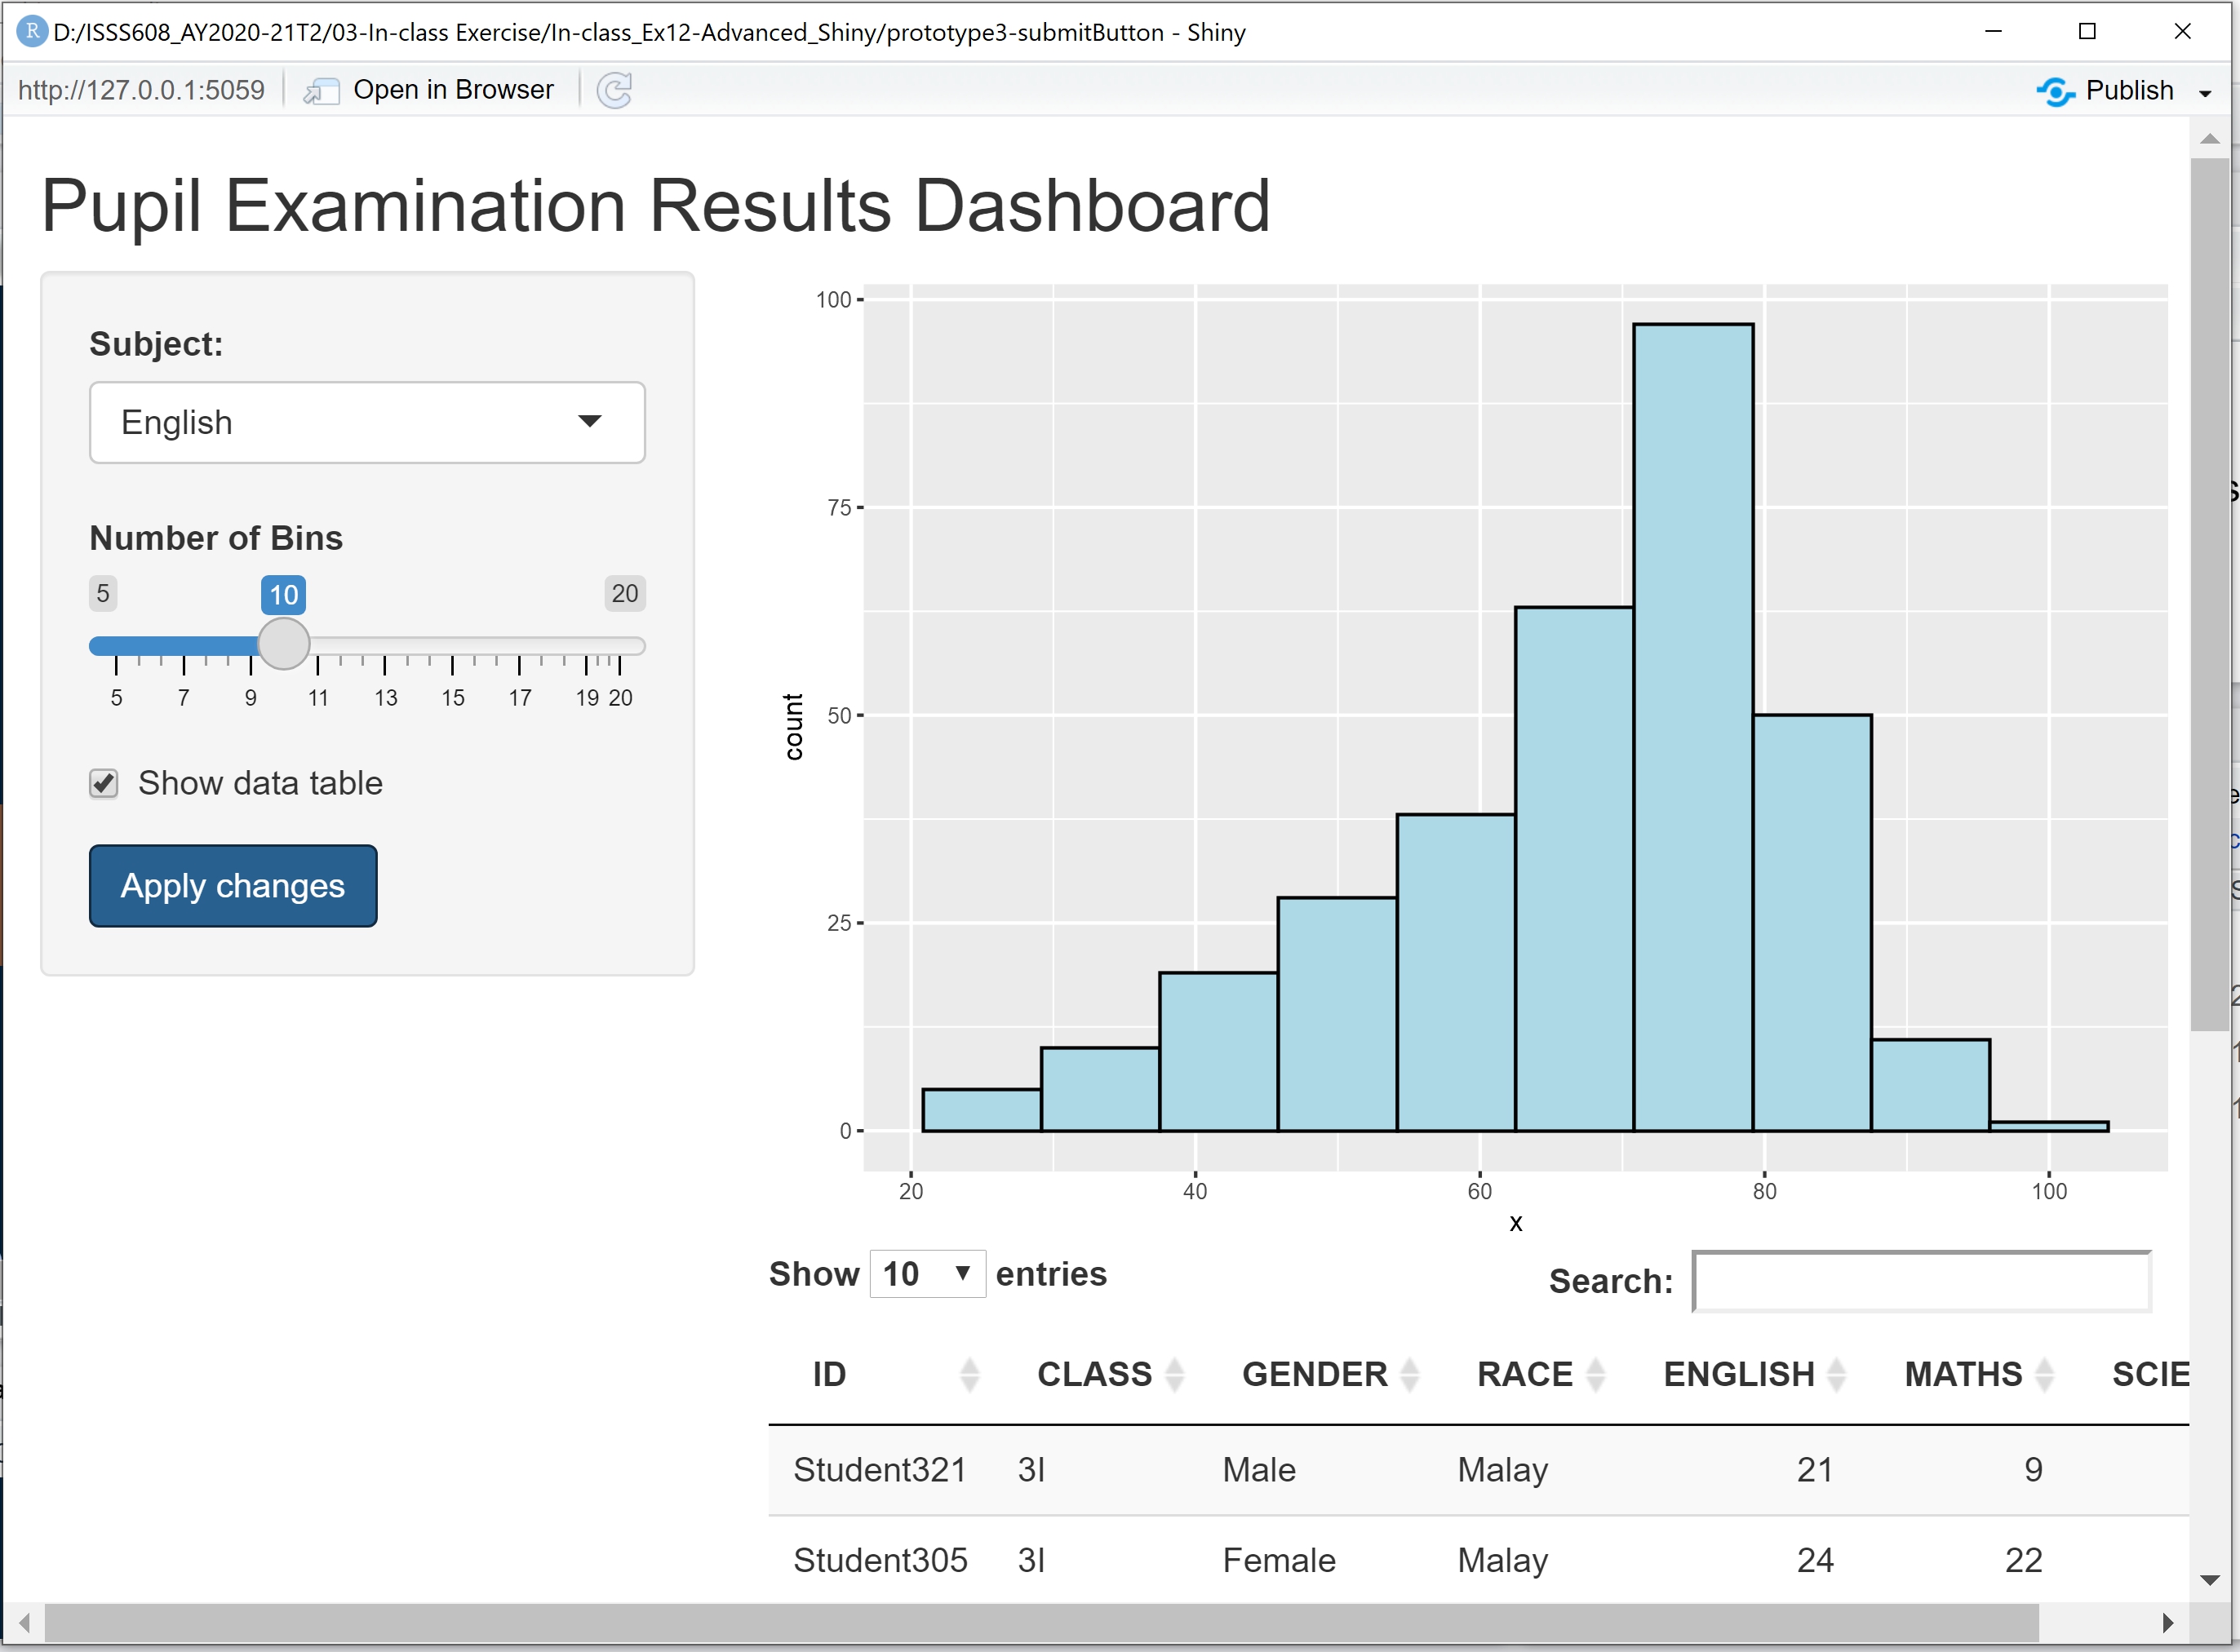 R D:/ISSS608_AY2020-21T2/03-In-class Exercise/In-class_Ex12-Advanced_Shiny/prototype3-submitButton - Shiny
http://127.0.0.1:5059 Open in Browser Publish
Pupil Examination Results Dashboard
Subject:
English
Number of Bins
5 10 20
5 7 9 11 13 15 17 19 20
Show data table
Apply changes
100
75
50
25
0
count
20 40 60 80 100
x
Show 10 entries Search:
ID CLASS GENDER RACE ENGLISH MATHS SCIE
Student321 3I Male Malay 21 9
Student305 3I Female Malay 24 22